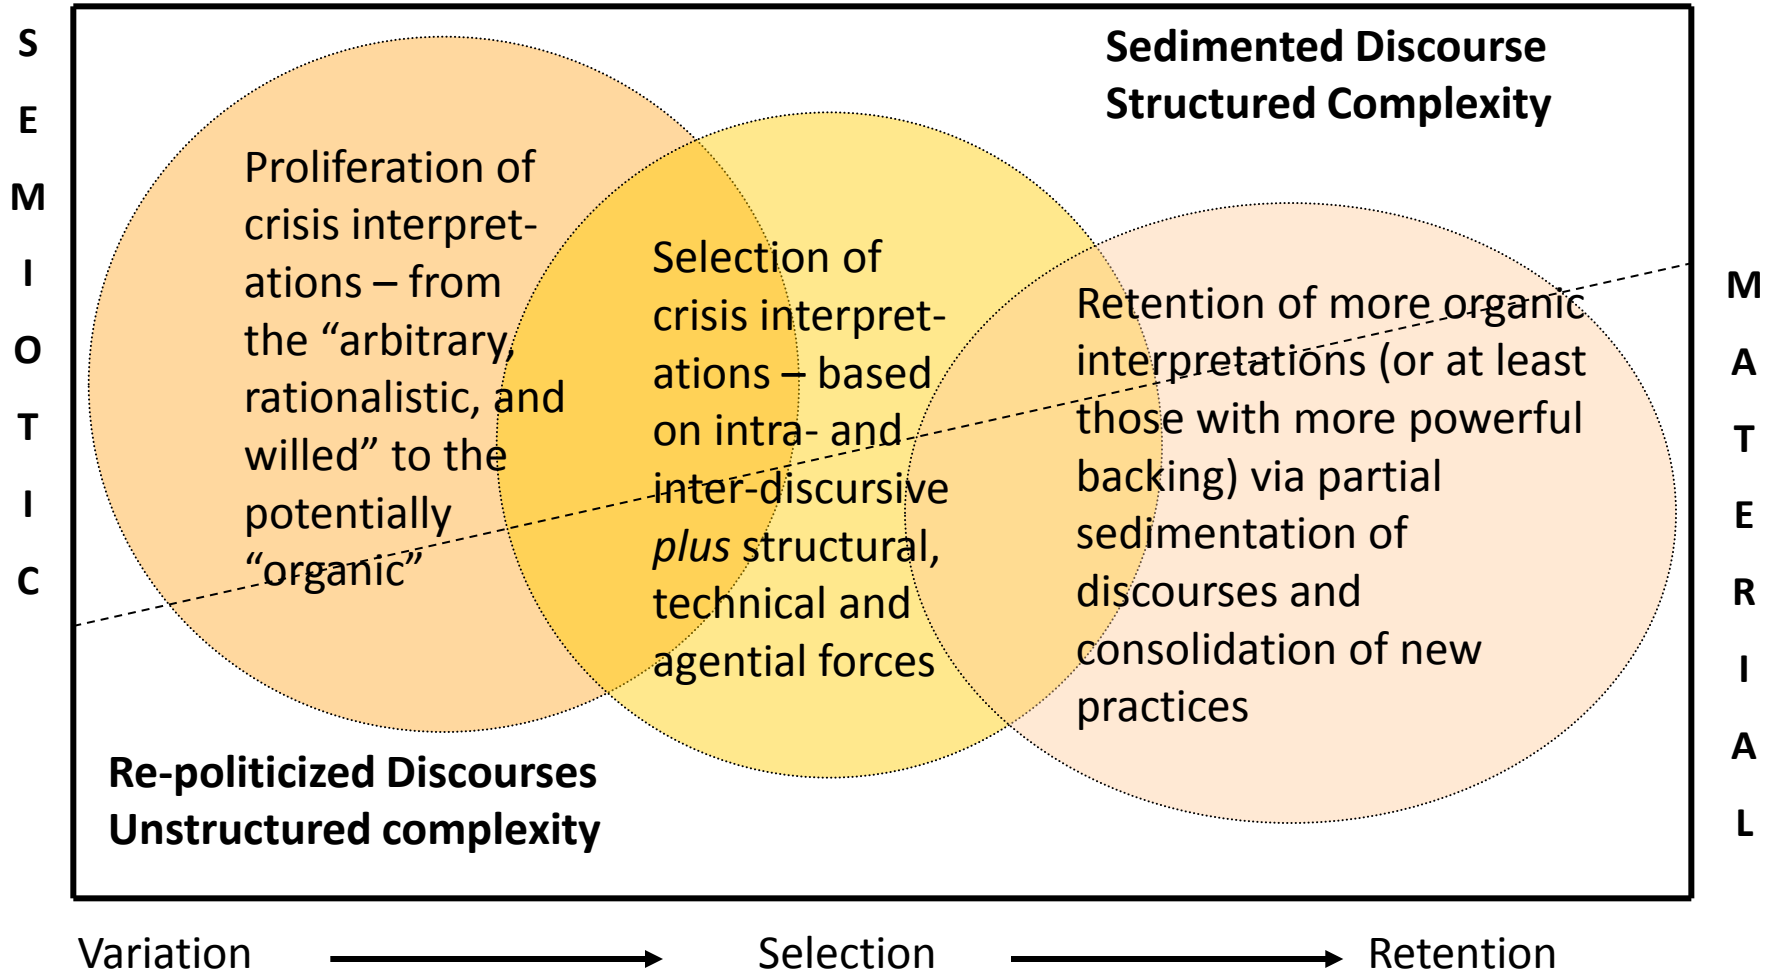 SEMIOTIC
Sedimented Discourse
Structured Complexity
Proliferation of
crisis interpret-
ations – from
the “arbitrary,
rationalistic, and
willed” to the
potentially
“organic”
Selection of
crisis interpret-
ations – based
on intra- and
inter-discursive
plus structural,
technical and
agential forces
Retention of more organic
interpretations (or at least
those with more powerful
backing) via partial
sedimentation of
discourses and
consolidation of new
practices
MATERIAL
Re-politicized Discourses
Unstructured complexity
Variation
Selection
Retention